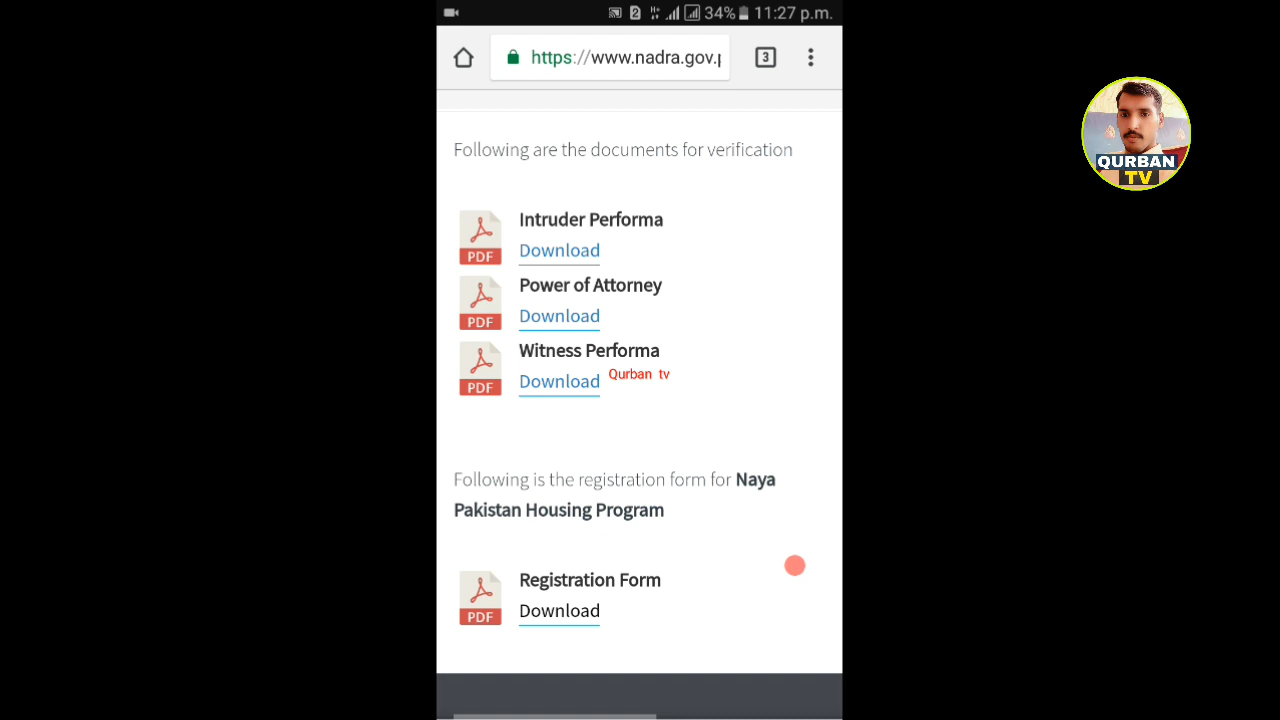 34% 11:27 p.m.
https://www.nadra.gov.p
3
Following are the documents for verification
Intruder Performa
PDF
Download
Power of Attorney
PDF
Download
Witness Performa
PDF
Download
Qurban tv
Following is the registration form for Naya
Pakistan Housing Program
Registration Form
PDF
Download
QURBAN
TV